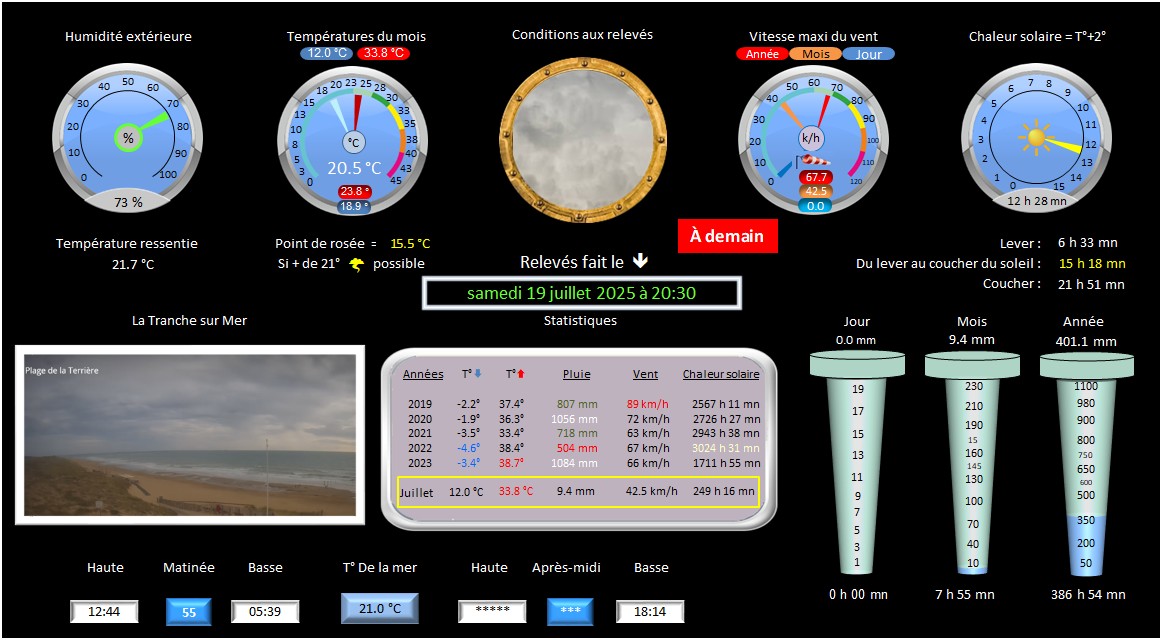 Humidité extérieure
Températures du mois
Conditions aux relevés
Vitesse maxi du vent
Chaleur solaire = T°+2°
12.0 °C 33.8 °C
Année Mois Jour
0 10 20 30 40 50 60 70 80 90 100
%
73 %
0 3 5 8 10 13 15 18 20 23 25 28 30 33 35 38 40 43 45
°C
20.5 °C
23.8 °
18.9 °
0 10 20 30 40 50 60 70 80 90 100 110 120
k/h
67.7
42.5
0.0
0 1 2 3 4 5 6 7 8 9 10 11 12 13 14 15
12 h 28 mn
Température ressentie
21.7 °C
Point de rosée = 15.5 °C
Si + de 21° possible
À demain
Relevés fait le
samedi 19 juillet 2025 à 20:30
Lever : 6 h 33 mn
Du lever au coucher du soleil : 15 h 18 mn
Coucher : 21 h 51 mn
La Tranche sur Mer
Plage de la Terrière
Statistiques
Années T° T° Pluie Vent Chaleur solaire
2019 -2.2° 37.4° 807 mm 89 km/h 2567 h 11 mn
2020 -1.9° 36.3° 1056 mm 72 km/h 2726 h 27 mn
2021 -3.5° 33.4° 718 mm 63 km/h 2943 h 38 mn
2022 -4.6° 38.4° 504 mm 67 km/h 3024 h 31 mn
2023 -3.4° 38.7° 1084 mm 66 km/h 1711 h 55 mn
Juillet 12.0 °C 33.8 °C 9.4 mm 42.5 km/h 249 h 16 mn
Jour Mois Année
0.0 mm 9.4 mm 401.1 mm
19 17 15 13 11 9 7 5 3 1
230 210 190 15 160 145 130 100 70 40 10
1100 980 900 800 750 650 600 500 350 200 50
0 h 00 mn 7 h 55 mn 386 h 54 mn
Haute Matinée Basse T° De la mer Haute Après-midi Basse
12:44 55 05:39 21.0 °C ***** *** 18:14